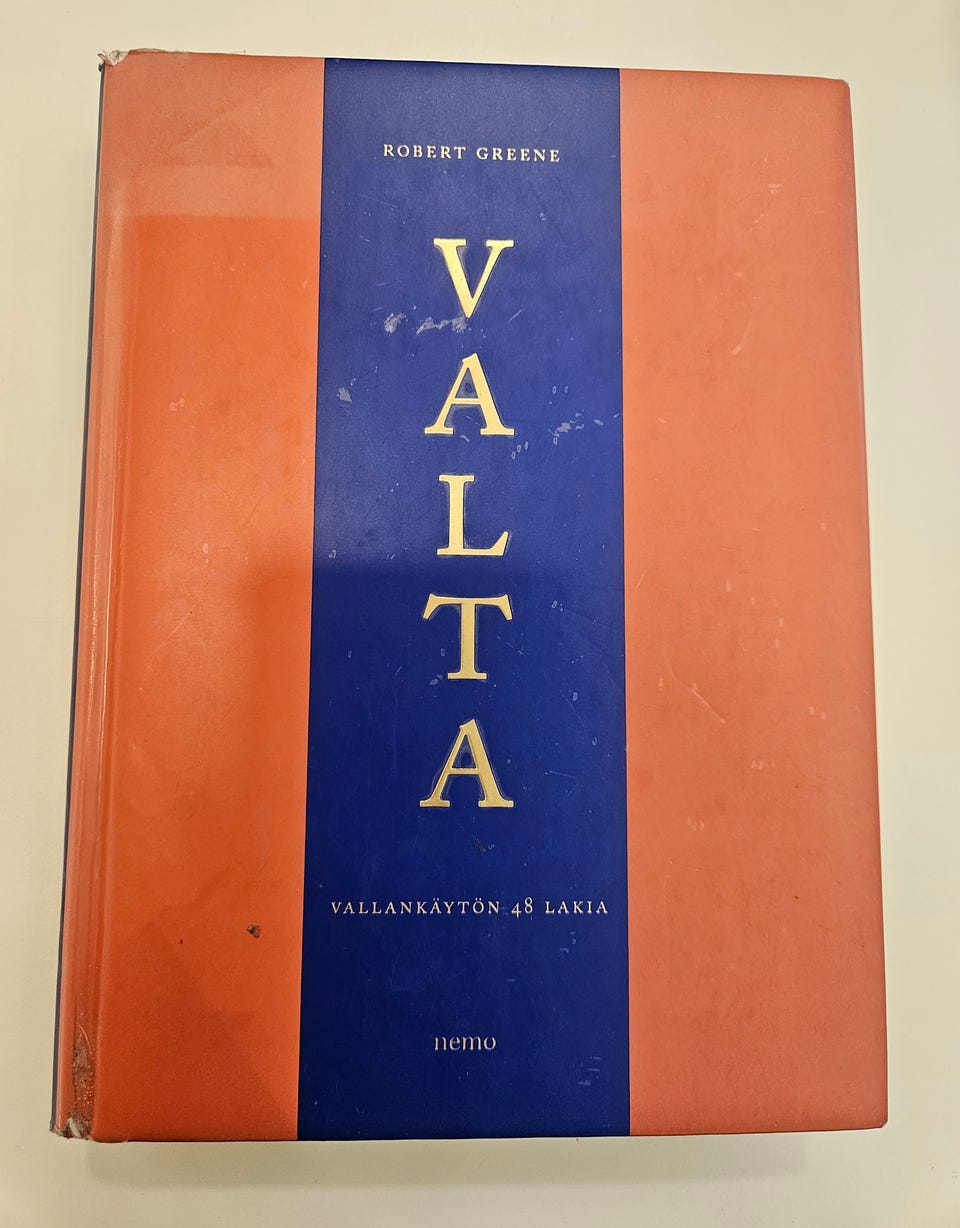 ROBERT GREENE
VALTA
VALLANKÄYTÖN 48 LAKIA
nemo